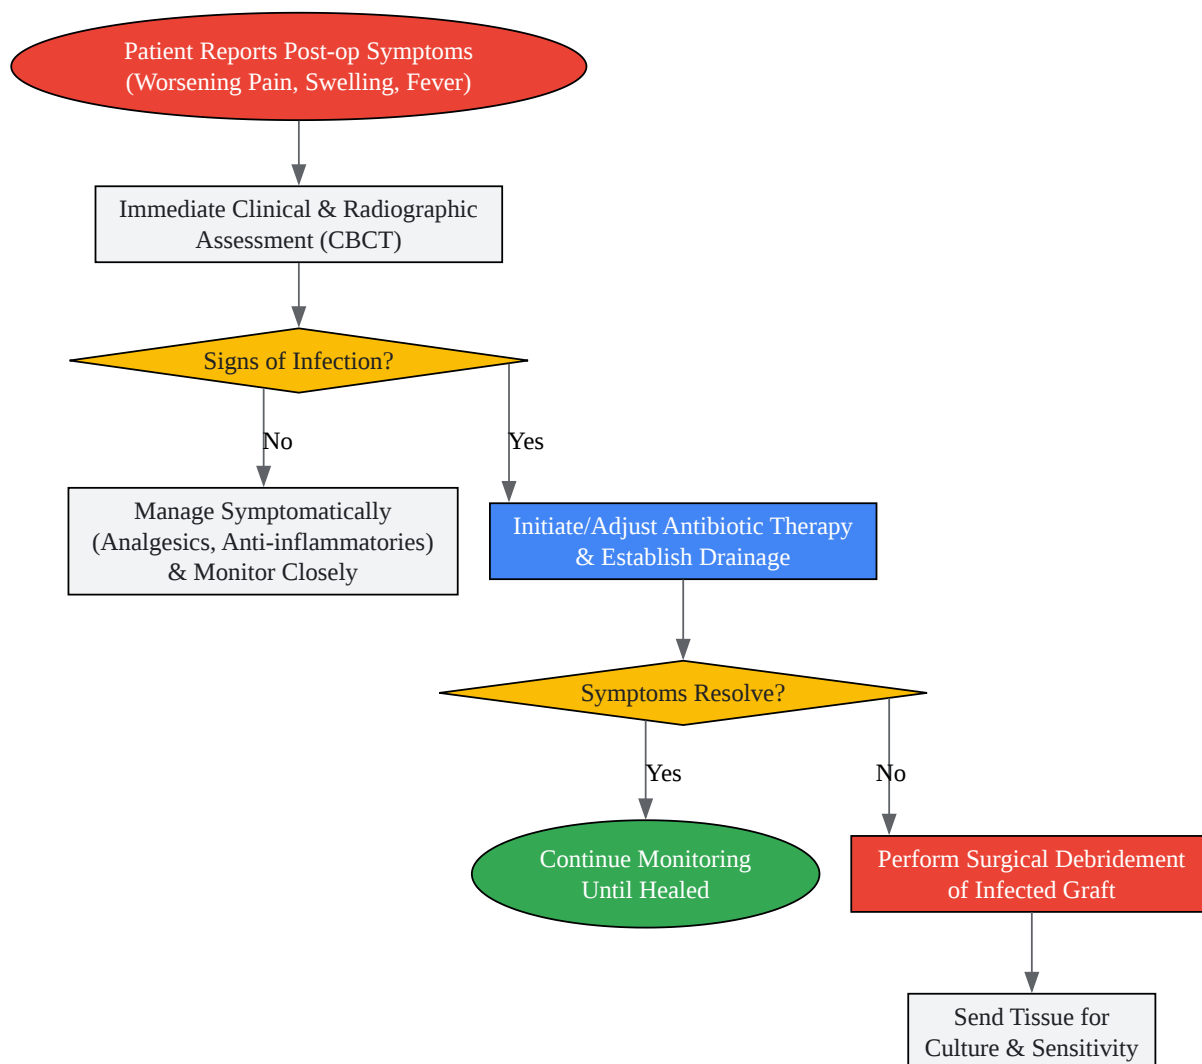 Patient Reports Post-op Symptoms
(Worsening Pain, Swelling, Fever)
Immediate Clinical & Radiographic
Assessment (CBCT)
Signs of Infection?
No
Yes
Manage Symptomatically
(Analgesics, Anti-inflammatories)
& Monitor Closely
Initiate/Adjust Antibiotic Therapy
& Establish Drainage
Symptoms Resolve?
Yes
No
Continue Monitoring
Until Healed
Perform Surgical Debridement
of Infected Graft
Send Tissue for
Culture & Sensitivity